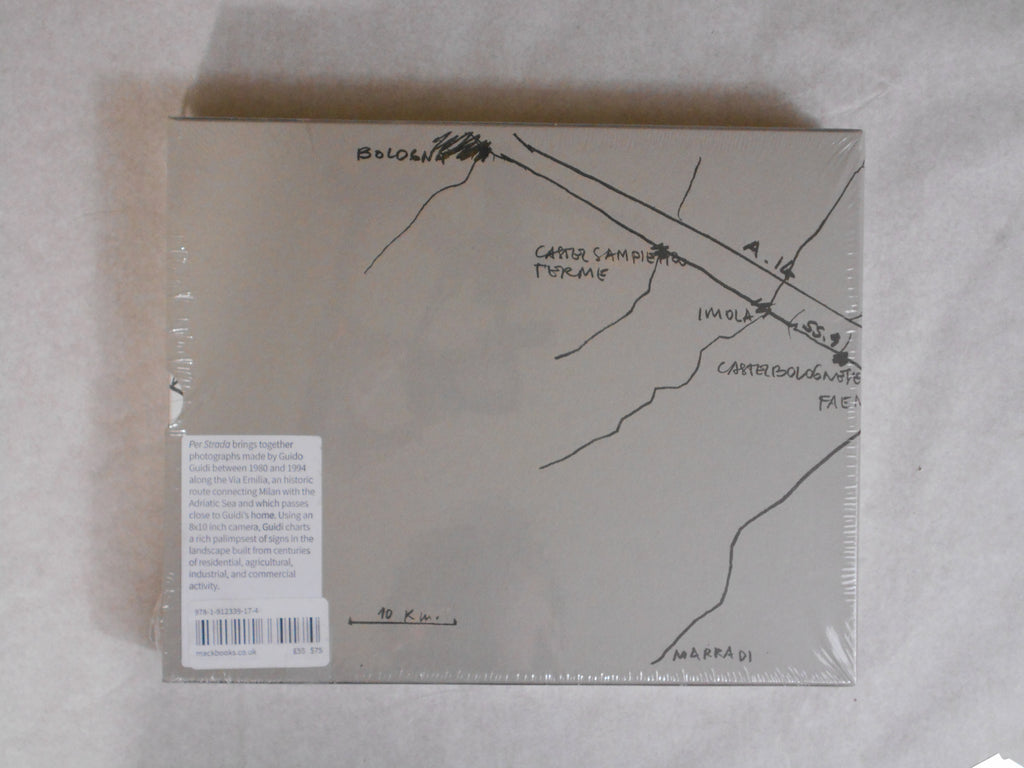 BOLOGNA
CASTEL SAMPIETRO
TERME
A.14
IMOLA
SS.9
CASTELBOLOGNESE
FAEN
Per Strada brings together
photographs made by Guido
Guidi between 1980 and 1994
along the Via Emilia, an historic
route connecting Milan with the
Adriatic Sea and which passes
close to Guidi's home. Using an
8x10 inch camera, Guidi charts
a rich palimpsest of signs in the
landscape built from centuries
of residential, agricultural,
industrial, and commercial
activity.
978-1-912339-17-4
mackbooks.co.uk €55 $75
10 Km.
MARRADI